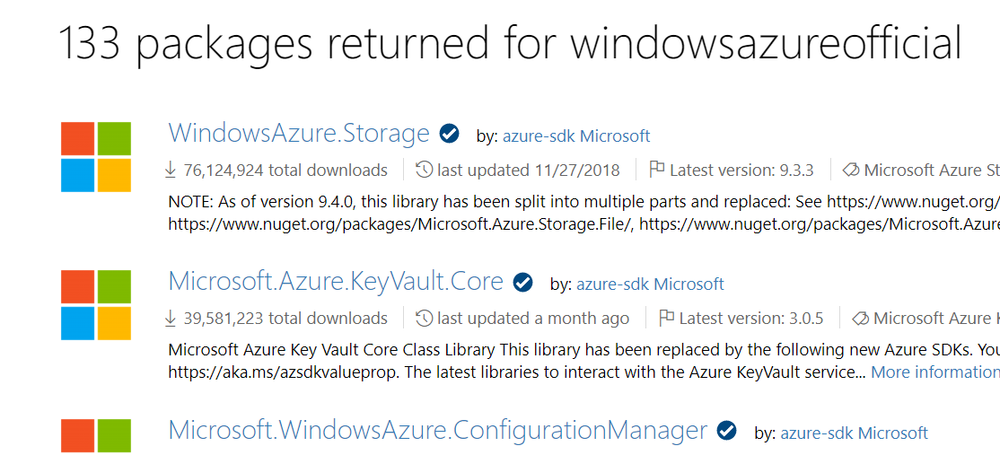 133 packages returned for windowsazureofficial
WindowsAzure.Storage by: azure-sdk Microsoft
76,124,924 total downloads last updated 11/27/2018 Latest version: 9.3.3 Microsoft Azure St
NOTE: As of version 9.4.0, this library has been split into multiple parts and replaced: See https://www.nuget.org/
https://www.nuget.org/packages/Microsoft.Azure.Storage.File/, https://www.nuget.org/packages/Microsoft.Azure
Microsoft.Azure.KeyVault.Core by: azure-sdk Microsoft
39,581,223 total downloads last updated a month ago Latest version: 3.0.5 Microsoft Azure K
Microsoft Azure Key Vault Core Class Library This library has been replaced by the following new Azure SDKs. You
https://aka.ms/azsdkvalueprop. The latest libraries to interact with the Azure KeyVault service... More information
Microsoft.WindowsAzure.ConfigurationManager by: azure-sdk Microsoft